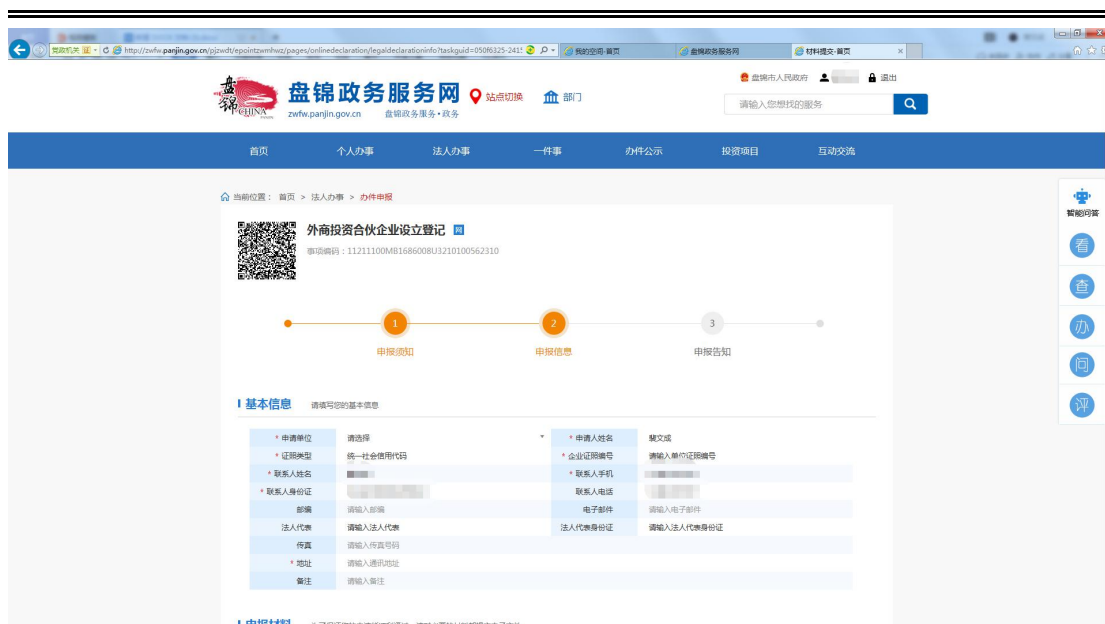 党政机关
http://zwfw.panjin.gov.cn/pjzwdt/epointzwmhwz/pages/onlinedeclaration/legaldeclarationinfo?taskguid=050f6325-241
我的空间-首页
盘锦政务服务网
材料提交-首页
盘锦
CHINA
盘锦政务服务网
zwfw.panjin.gov.cn 盘锦政务服务·政务
站点切换
部门
盘锦市人民政府
退出
请输入您想找的服务
首页 个人办事 法人办事 一件事 办件公示 投资项目 互动交流
当前位置： 首页 > 法人办事 > 办件申报
外商投资合伙企业设立登记 网
事项编码：11211100MB1686008U3210100562310
1 2 3
申报须知 申报信息 申报告知
基本信息 请填写您的基本信息
* 申请单位 请选择 * 申请人姓名 裴文成
* 证照类型 统一社会信用代码 * 企业证照编号 请输入单位证照编号
* 联系人姓名 * 联系人手机
* 联系人身份证 联系人电话
邮编 请输入邮编 电子邮件 请输入电子邮件
法人代表 请输入法人代表 法人代表身份证 请输入法人代表身份证
传真 请输入传真号码
* 地址 请输入通讯地址
备注 请输入备注
智能问答
看
查
办
问
评